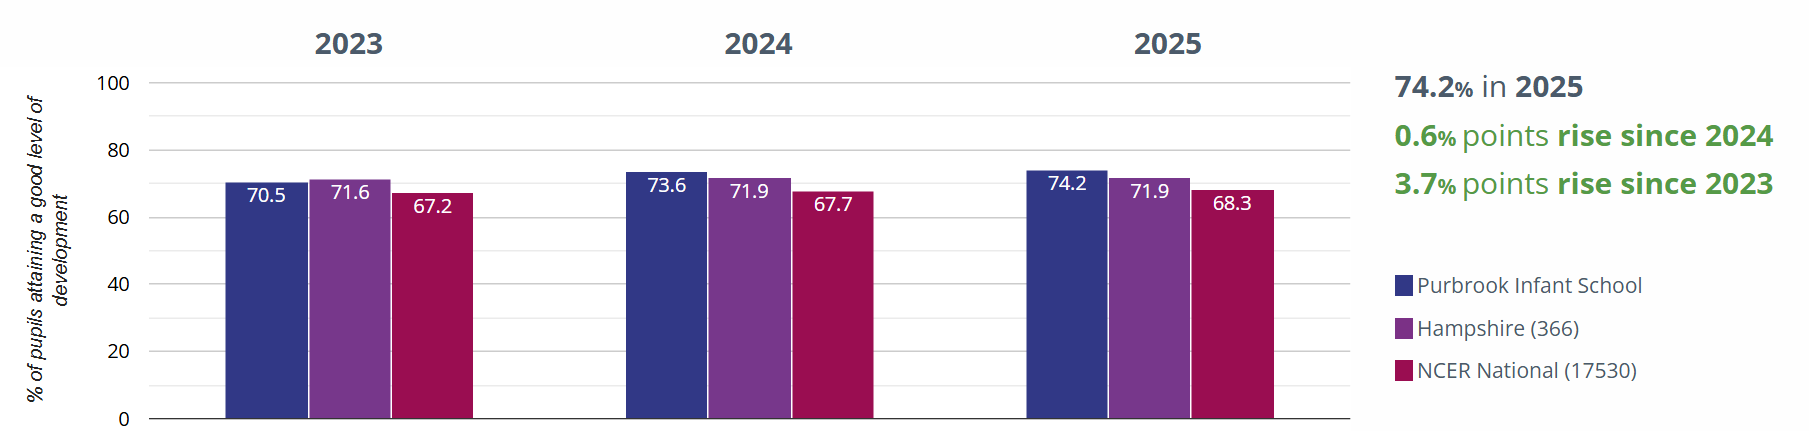 2023 2024 2025
% of pupils attaining a good level of
development
100
80
60
40
20
0
70.5 71.6 67.2
73.6 71.9 67.7
74.2 71.9 68.3
74.2% in 2025
0.6% points rise since 2024
3.7% points rise since 2023
Purbrook Infant School
Hampshire (366)
NCER National (17530)